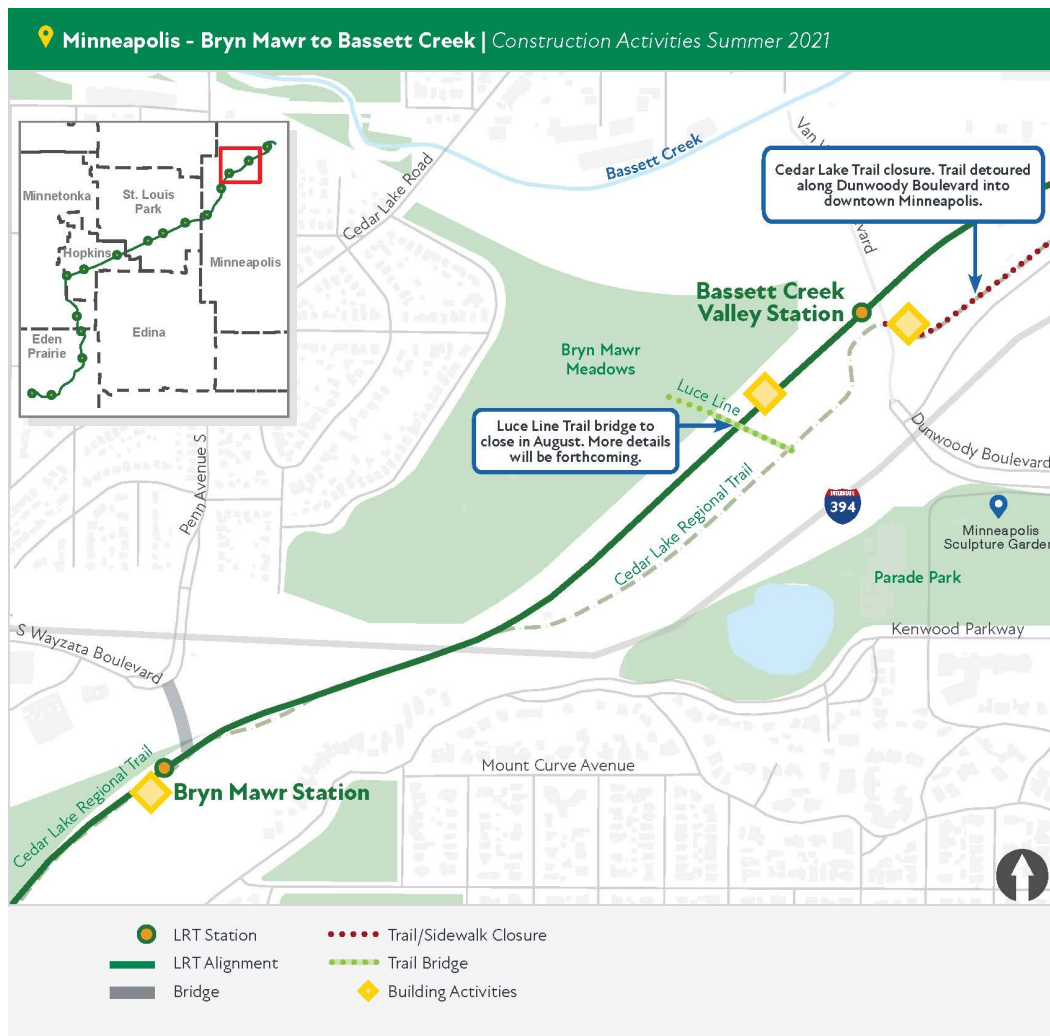 Minneapolis - Bryn Mawr to Bassett Creek | Construction Activities Summer 2021
Minnetonka
St. Louis
Park
Hopkins
Minneapolis
Edina
Eden
Prairie
Cedar Lake Road
Bassett Creek
Cedar Lake Trail closure. Trail detoured
along Dunwoody Boulevard into
downtown Minneapolis.
Bassett Creek
Valley Station
Bryn Mawr
Meadows
Luce Line
Luce Line Trail bridge to
close in August. More details
will be forthcoming.
Dunwoody Boulevard
Penn Avenue S
Cedar Lake Regional Trail
INTERSTATE
394
Minneapolis
Sculpture Garden
Parade Park
Kenwood Parkway
S Wayzata Boulevard
Mount Curve Avenue
Cedar Lake Regional Trail
Bryn Mawr Station
LRT Station
LRT Alignment
Bridge
Trail/Sidewalk Closure
Trail Bridge
Building Activities